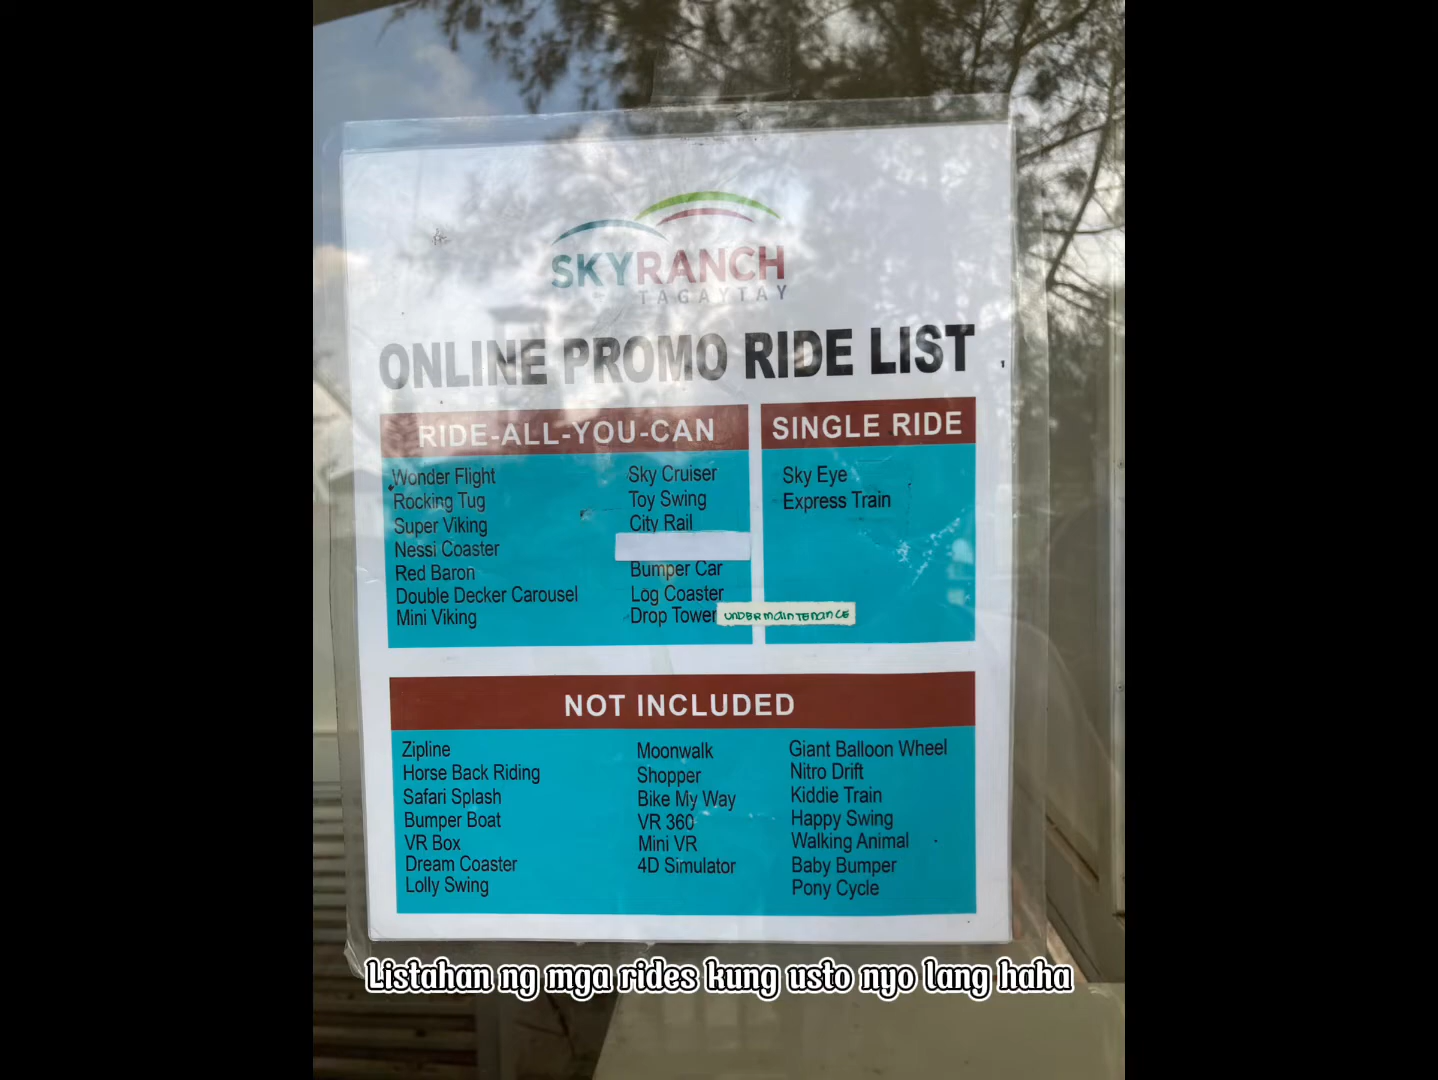 SKYRANCH
TAGAYTAY
ONLINE PROMO RIDE LIST
RIDE-ALL-YOU-CAN
Wonder Flight
Rocking Tug
Super Viking
Nessi Coaster
Red Baron
Double Decker Carousel
Mini Viking
Sky Cruiser
Toy Swing
City Rail
Bumper Car
Log Coaster
Drop Tower UNDERMAINTENANCE
SINGLE RIDE
Sky Eye
Express Train
NOT INCLUDED
Zipline
Horse Back Riding
Safari Splash
Bumper Boat
VR Box
Dream Coaster
Lolly Swing
Moonwalk
Shopper
Bike My Way
VR 360
Mini VR
4D Simulator
Giant Balloon Wheel
Nitro Drift
Kiddie Train
Happy Swing
Walking Animal
Baby Bumper
Pony Cycle
Listahan ng mga rides kung usto nyo lang haha